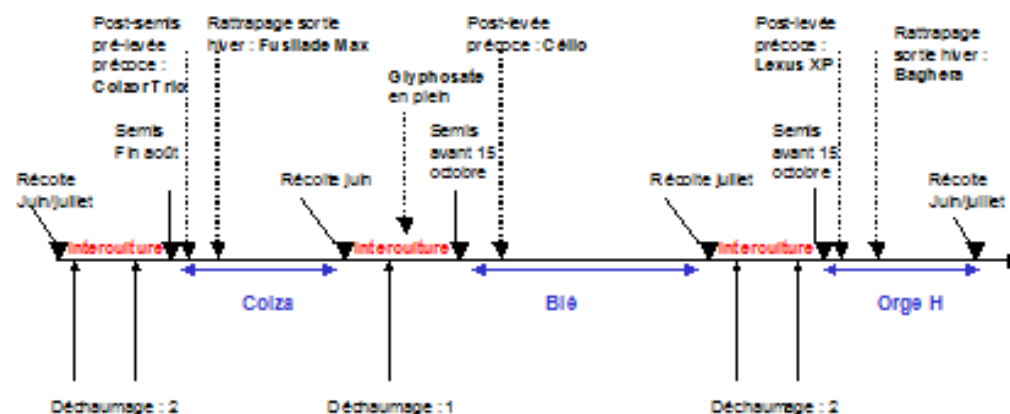 Post-semis
pré-levée
précoce :
Colzor Trio
Rattrapage sortie
hiver : Fusilade Max
Post-levée
précoce : Célio
Post-levée
précoce :
Lexus XP
Rattrapage
sortie hiver :
Baghera
Glyphosate
en plein
Semis
Fin août
Semis
avant 15
octobre
Semis
avant 15
octobre
Récolte
Juin/juillet
Récolte juin
Récolte juillet
Récolte
Juin/juillet
Interculture
Interculture
Interculture
Colza
Blé
Orge H
Déchaumage : 2
Déchaumage : 1
Déchaumage : 2